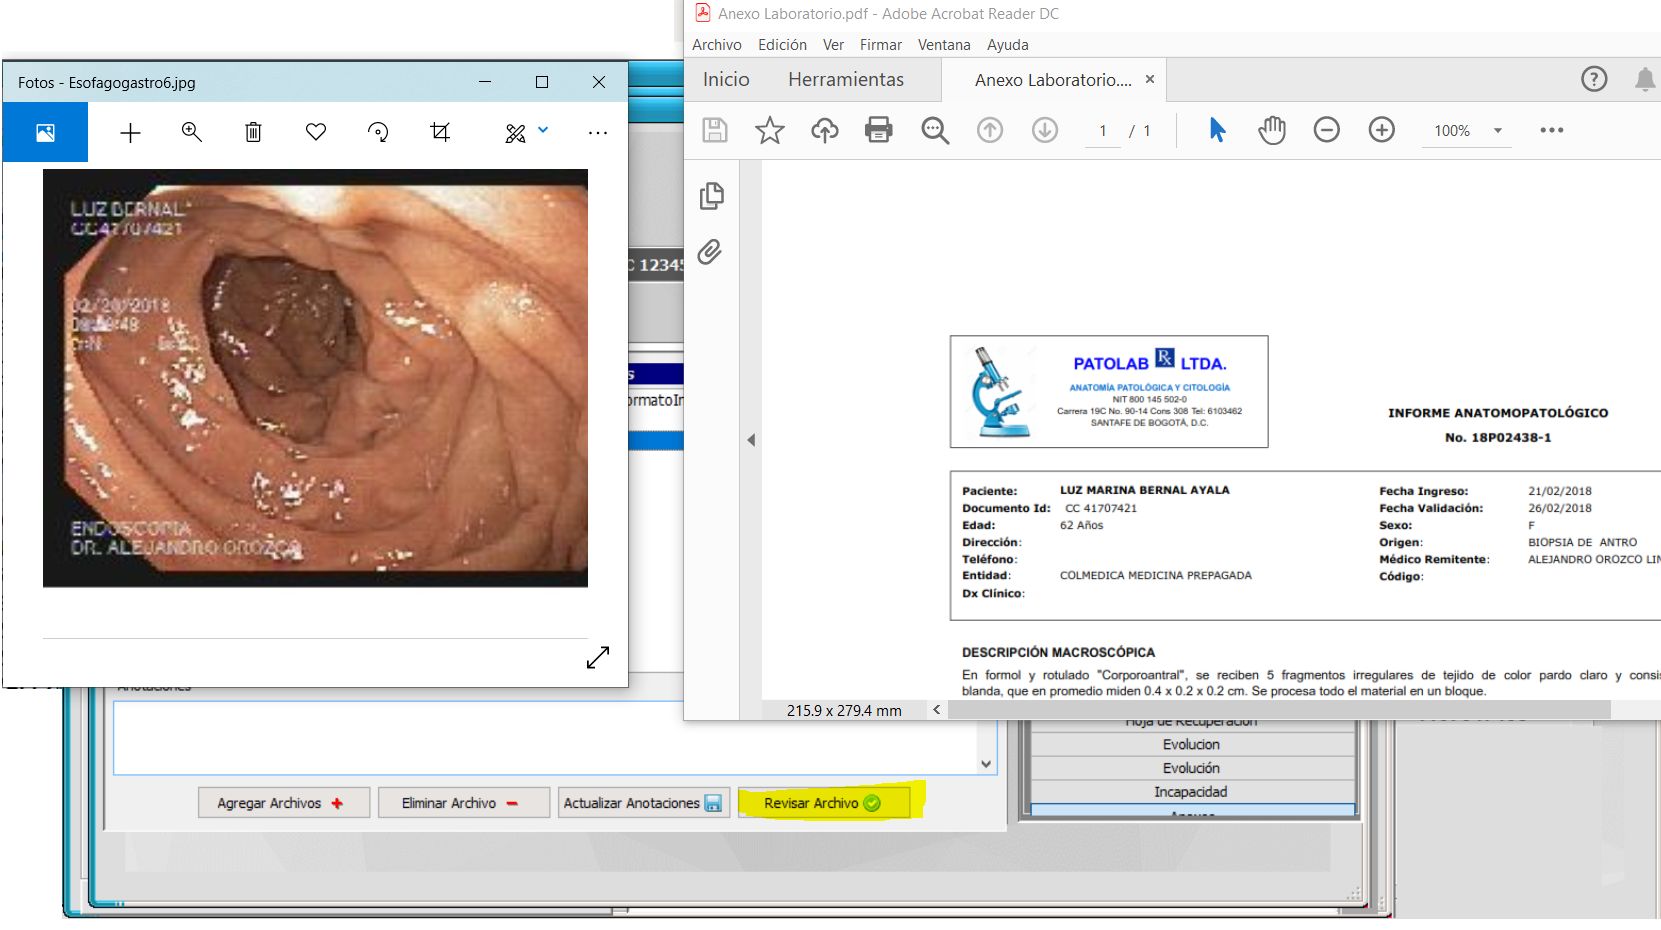 Fotos - Esofagogastro6.jpg
LUZ BERNAL
CC41707421
02/20/2018
ENDOSCOPIA
DR. ALEJANDRO OROZCO
C 12345
s
ormatoIn
Anexo Laboratorio.pdf - Adobe Acrobat Reader DC
Archivo Edición Ver Firmar Ventana Ayuda
Inicio Herramientas Anexo Laboratorio.... ×
1 / 1 100%
PATOLAB Rx LTDA.
ANATOMÍA PATOLÓGICA Y CITOLOGÍA
NIT 800 145 502-0
Carrera 19C No. 90-14 Cons 308 Tel: 6103462
SANTAFE DE BOGOTÁ, D.C.
INFORME ANATOMOPATOLÓGICO
No. 18P02438-1
Paciente: LUZ MARINA BERNAL AYALA Fecha Ingreso: 21/02/2018
Documento Id: CC 41707421 Fecha Validación: 26/02/2018
Edad: 62 Años Sexo: F
Dirección: Origen: BIOPSIA DE ANTRO
Teléfono: Médico Remitente: ALEJANDRO OROZCO LIN
Entidad: COLMEDICA MEDICINA PREPAGADA Código:
Dx Clínico:
DESCRIPCIÓN MACROSCÓPICA
En formol y rotulado "Corporoantral", se reciben 5 fragmentos irregulares de tejido de color pardo claro y consis
blanda, que en promedio miden 0.4 x 0.2 x 0.2 cm. Se procesa todo el material en un bloque.
215.9 x 279.4 mm
Anotaciones
Agregar Archivos Eliminar Archivo Actualizar Anotaciones Revisar Archivo
Hoja de Recuperación
Evolucion
Evolución
Incapacidad
Anexos